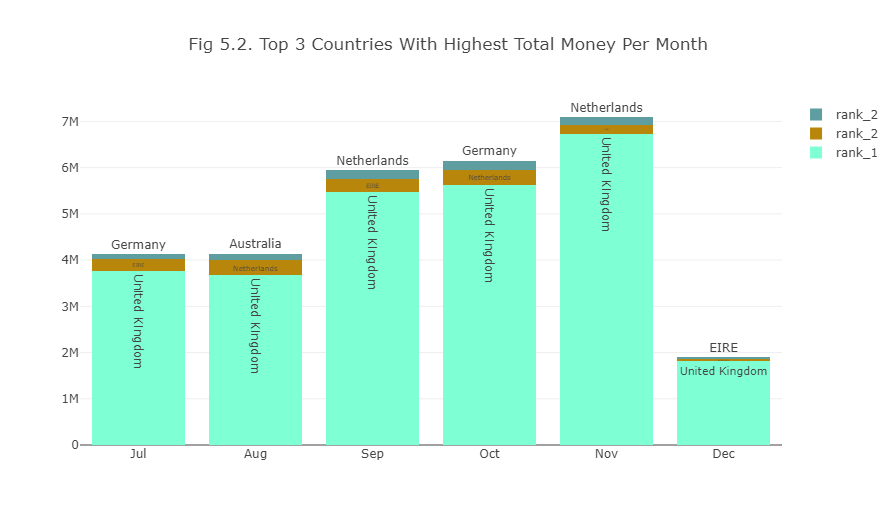 Fig 5.2. Top 3 Countries With Highest Total Money Per Month
rank_2
rank_2
rank_1
7M
6M
5M
4M
3M
2M
1M
0
Germany
EIRE
United Kingdom
Australia
Netherlands
United Kingdom
Netherlands
EIRE
United Kingdom
Germany
Netherlands
United Kingdom
Netherlands
United Kingdom
EIRE
United Kingdom
Jul
Aug
Sep
Oct
Nov
Dec